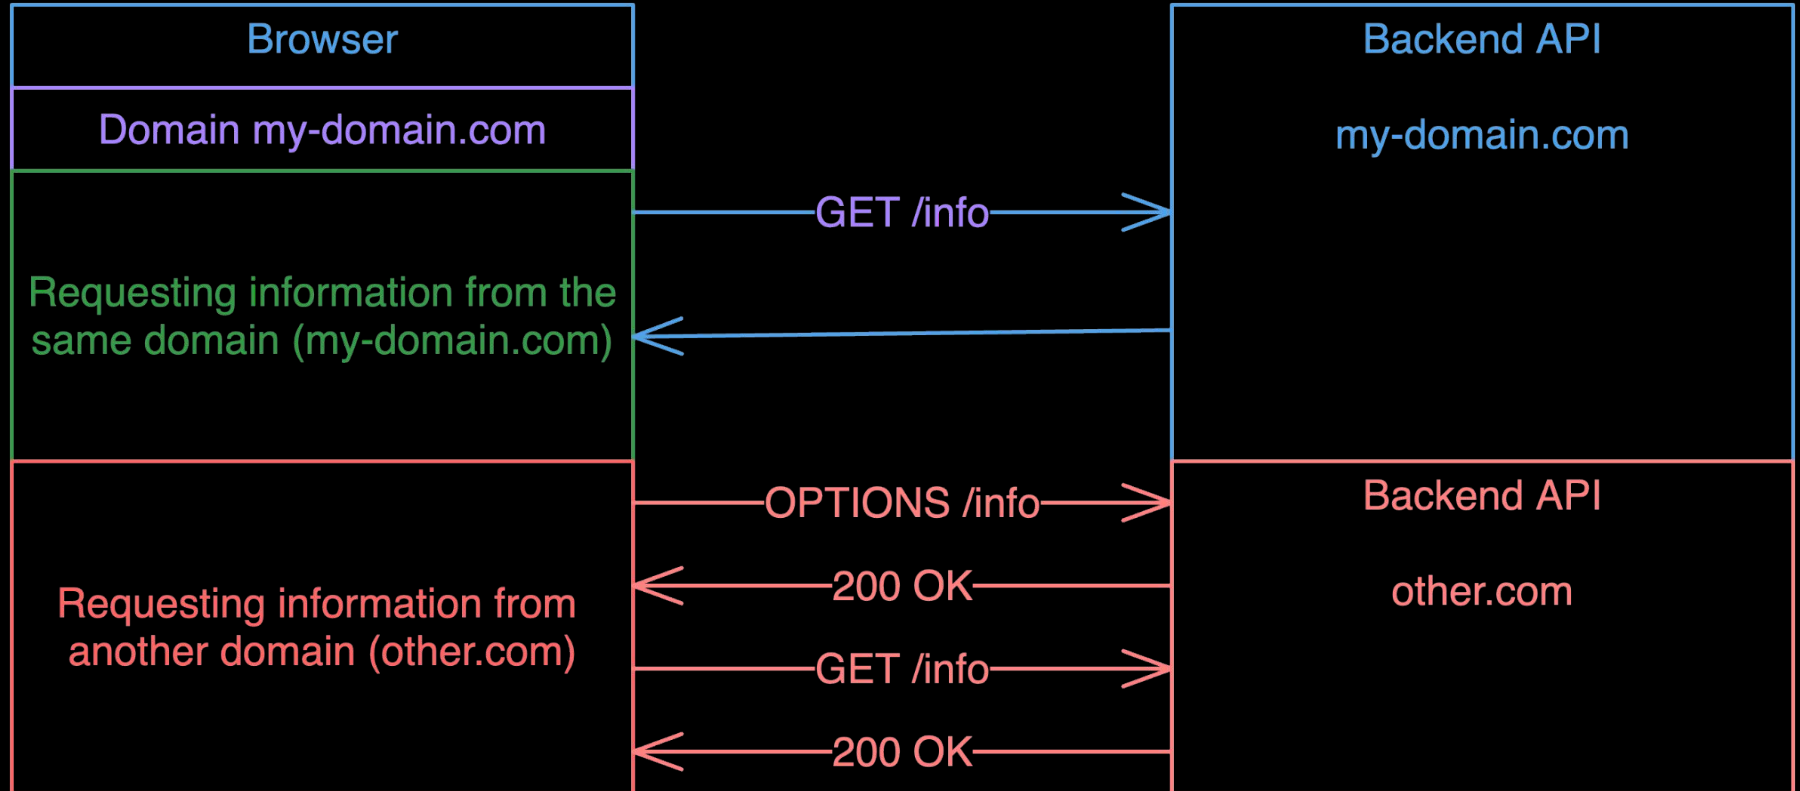 Browser
Domain my-domain.com
Requesting information from the
same domain (my-domain.com)
Requesting information from
another domain (other.com)
GET /info
OPTIONS /info
200 OK
GET /info
200 OK
Backend API
my-domain.com
Backend API
other.com